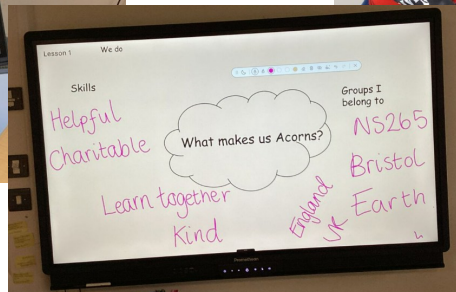 Lesson 1 We do
Skills
Groups I
belong to
Helpful
Charitable
What makes us Acorns?
NS265
Bristol
Learn together
Kind
England
UK
Earth